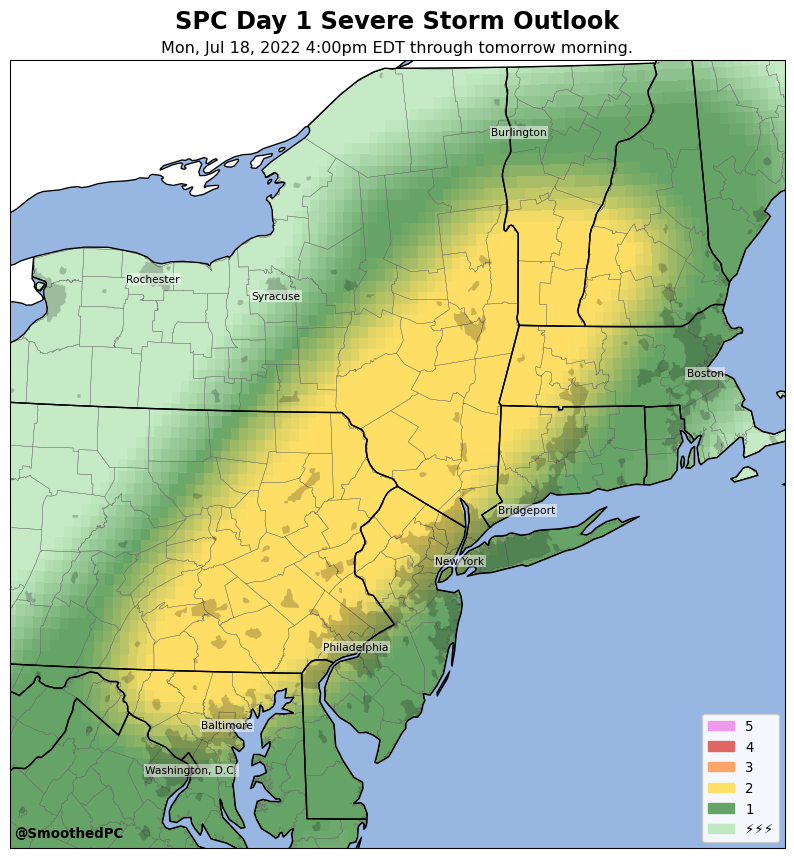 SPC Day 1 Severe Storm Outlook
Mon, Jul 18, 2022 4:00pm EDT through tomorrow morning.
Burlington
Rochester
Syracuse
Boston
Bridgeport
New York
Philadelphia
Baltimore
Washington, D.C.
5
4
3
2
1
⚡⚡⚡
@SmoothedPC